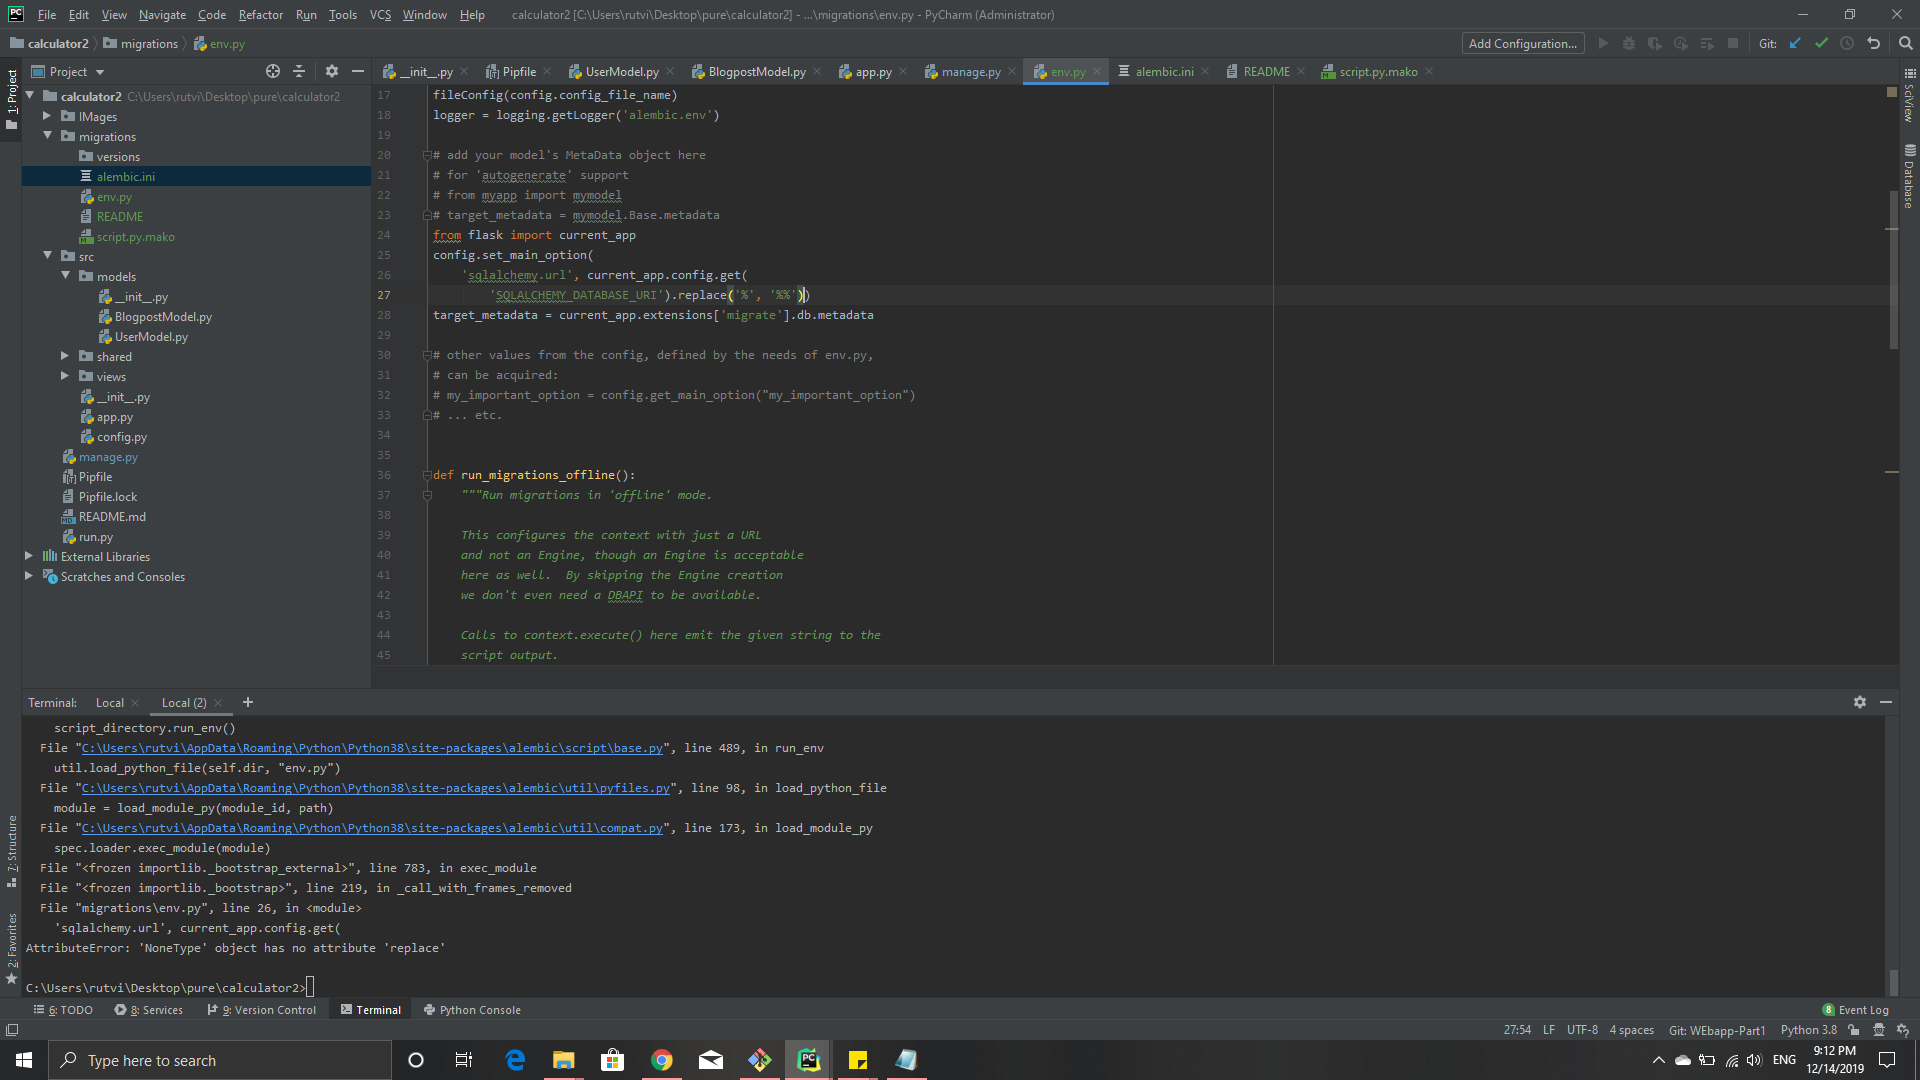 PC File Edit View Navigate Code Refactor Run Tools VCS Window Help calculator2 [C:\Users\rutvi\Desktop\pure\calculator2] - ...\migrations\env.py - PyCharm (Administrator)
calculator2 migrations env.py Add Configuration... Git:
Project
__init__.py Pipfile UserModel.py BlogpostModel.py app.py manage.py env.py alembic.ini README script.py.mako
1: Project
SciView
Database
7: Structure
2: Favorites
calculator2 C:\Users\rutvi\Desktop\pure\calculator2
IMages
migrations
versions
alembic.ini
env.py
README
script.py.mako
src
models
__init__.py
BlogpostModel.py
UserModel.py
shared
views
__init__.py
app.py
config.py
manage.py
Pipfile
Pipfile.lock
README.md
run.py
External Libraries
Scratches and Consoles
17 fileConfig(config.config_file_name)
18 logger = logging.getLogger('alembic.env')
19
20 # add your model's MetaData object here
21 # for 'autogenerate' support
22 # from myapp import mymodel
23 # target_metadata = mymodel.Base.metadata
24 from flask import current_app
25 config.set_main_option(
26 'sqlalchemy.url', current_app.config.get(
27 'SQLALCHEMY_DATABASE_URI').replace('%', '%%'))
28 target_metadata = current_app.extensions['migrate'].db.metadata
29
30 # other values from the config, defined by the needs of env.py,
31 # can be acquired:
32 # my_important_option = config.get_main_option("my_important_option")
33 # ... etc.
34
35
36 def run_migrations_offline():
37 """Run migrations in 'offline' mode.
38
39 This configures the context with just a URL
40 and not an Engine, though an Engine is acceptable
41 here as well.  By skipping the Engine creation
42 we don't even need a DBAPI to be available.
43
44 Calls to context.execute() here emit the given string to the
45 script output.
Terminal: Local Local (2) +
script_directory.run_env()
File "C:\Users\rutvi\AppData\Roaming\Python\Python38\site-packages\alembic\script\base.py", line 489, in run_env
util.load_python_file(self.dir, "env.py")
File "C:\Users\rutvi\AppData\Roaming\Python\Python38\site-packages\alembic\util\pyfiles.py", line 98, in load_python_file
module = load_module_py(module_id, path)
File "C:\Users\rutvi\AppData\Roaming\Python\Python38\site-packages\alembic\util\compat.py", line 173, in load_module_py
spec.loader.exec_module(module)
File "<frozen importlib._bootstrap_external>", line 783, in exec_module
File "<frozen importlib._bootstrap>", line 219, in _call_with_frames_removed
File "migrations\env.py", line 26, in <module>
'sqlalchemy.url', current_app.config.get(
AttributeError: 'NoneType' object has no attribute 'replace'
C:\Users\rutvi\Desktop\pure\calculator2>
6: TODO 8: Services 9: Version Control Terminal Python Console 8 Event Log
27:54 LF UTF-8 4 spaces Git: WEbapp-Part1 Python 3.8
Type here to search PC ENG 9:12 PM
12/14/2019